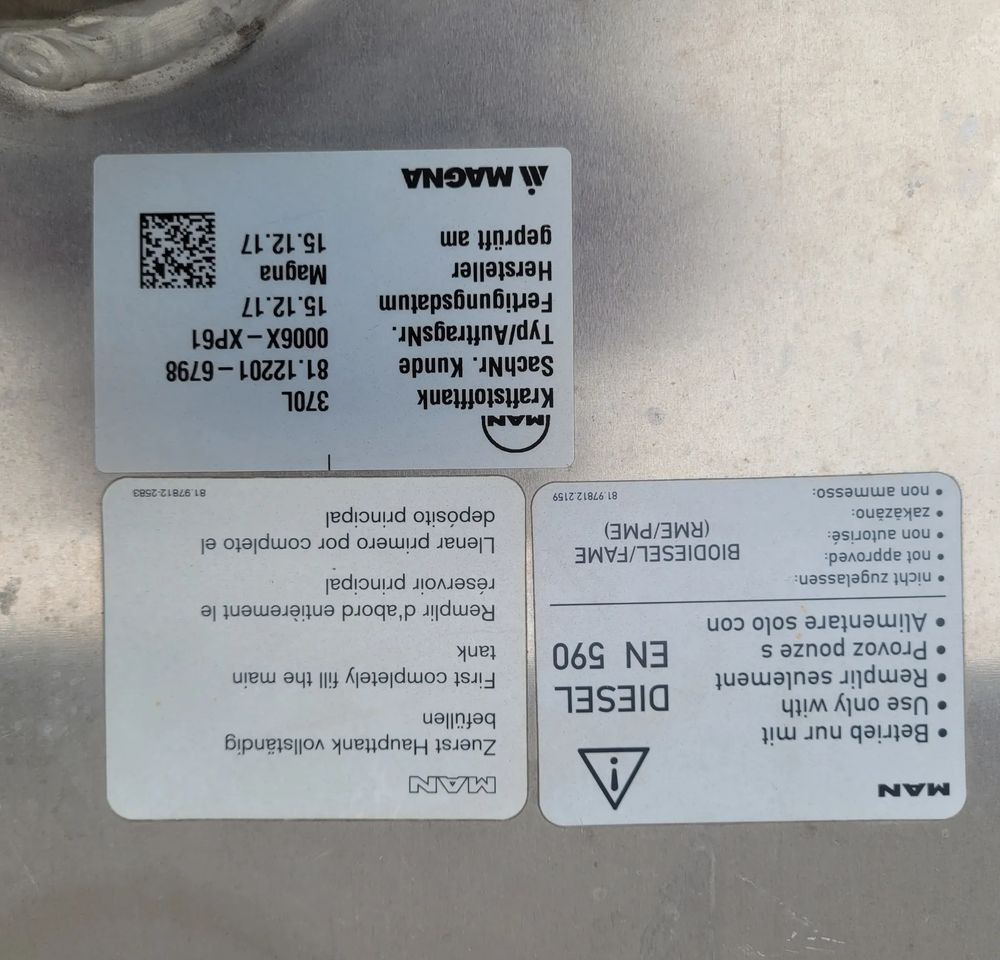 MAN
• Betrieb nur mit
• Use only with
• Remplir seulement
• Provoz pouze s
• Alimentare solo con
DIESEL
EN 590
• nicht zugelassen:
• not approved:
• non autorisé:
• zakázáno:
• non ammesso:
BIODIESEL/FAME
(RME/PME)
81.97812.2159
MAN
Zuerst Haupttank vollständig
befüllen
First completely fill the main
tank
Remplir d'abord entièrement le
réservoir principal
Llenar primero por completo el
depósito principal
81.97812-2583
MAN
Kraftstofftank 370L
SachNr. Kunde 81.12201-6798
Typ/AuftragsNr. 0006X-XP61
Fertigungsdatum 15.12.17
Hersteller Magna
geprüft am 15.12.17
MAGNA